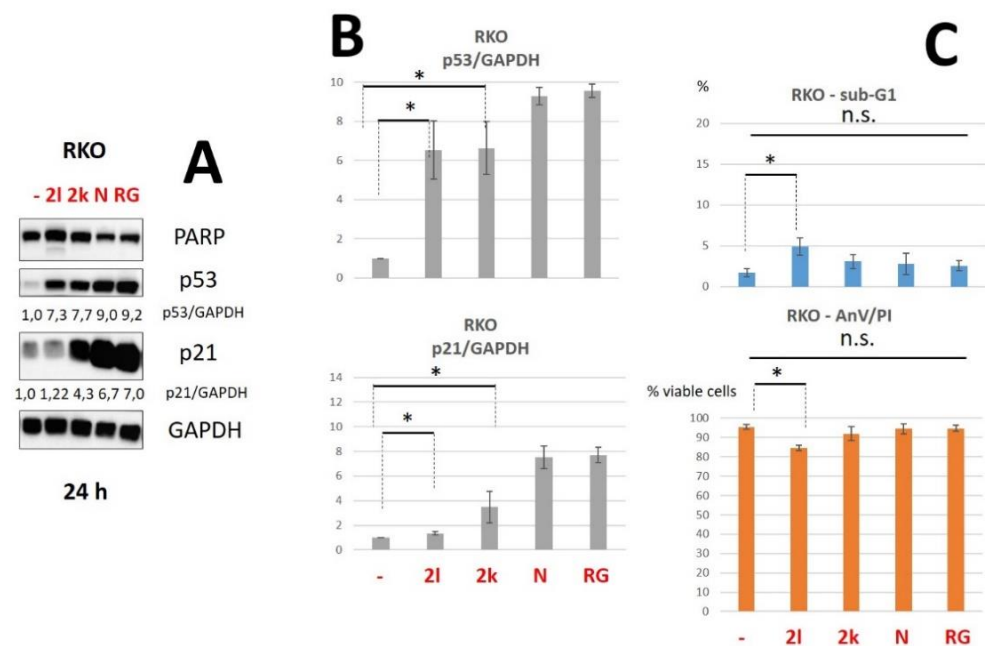 A
RKO
- 2l 2k N RG
PARP
p53
1,0 7,3 7,7 9,0 9,2 p53/GAPDH
p21
1,0 1,22 4,3 6,7 7,0 p21/GAPDH
GAPDH
24 h
B
RKO
p53/GAPDH
*
*
10
8
6
4
2
0
RKO
p21/GAPDH
*
*
14
12
10
8
6
4
2
0
- 2l 2k N RG
C
%
RKO - sub-G1
n.s.
*
20
15
10
5
0
RKO - AnV/PI
n.s.
*
% viable cells
100
90
80
70
60
50
40
30
20
10
0
- 2l 2k N RG